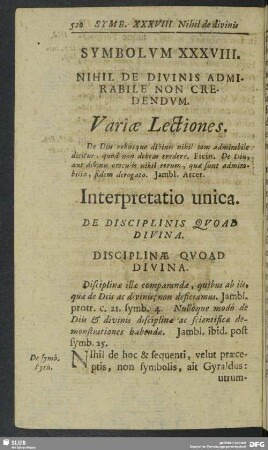 520 SYMB. XXXVIII Nihil de divinis
SYMBOLVM XXXVIII.
NIHIL DE DIVINIS ADMI-
RABILE NON CRE-
DENDVM.
Variæ Lectiones.
De Diis rebusque divinis nihil tam admirabile
dicitur, quod non debeas credere. Ficin. De Diis,
aut divinis rebus nihil eorum, quæ sunt admira-
bilia, fidem derogato. Jambl. Arcer.
Interpretatio unica.
DE DISCIPLINIS QVOAD
DIVINA.
DISCIPLINÆ QVOAD
DIVINA.
Disciplinæ illæ comparandæ, quibus ab iis,
quæ de Diis ac divinis, non desciscamus. Jambl.
protr. c. 21. symb. 4. Nulloque modo de
Diis & divinis disciplinæ ac scientificæ de-
monstrationes habendæ. Jambl. ibid. post
symb. 25.
De symb. Pyth.
NIhil de hoc & sequenti, velut præce-
ptis, non symbolis, ait Gyraldus:
utrum-
SLUB